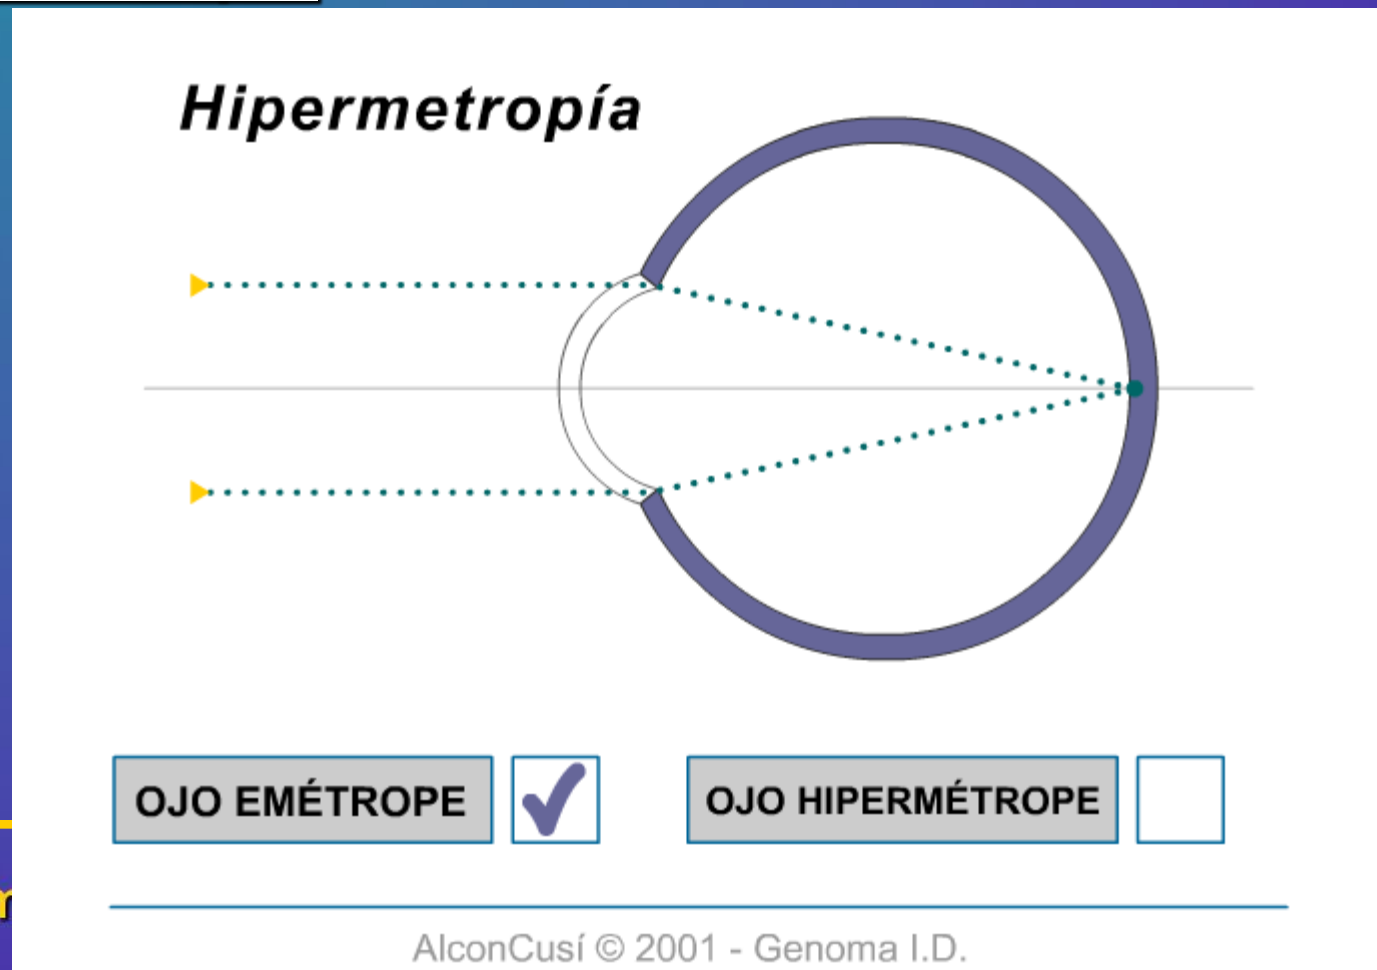 Hipermetropía
OJO EMÉTROPE
OJO HIPERMÉTROPE
AlconCusí © 2001 - Genoma I.D.